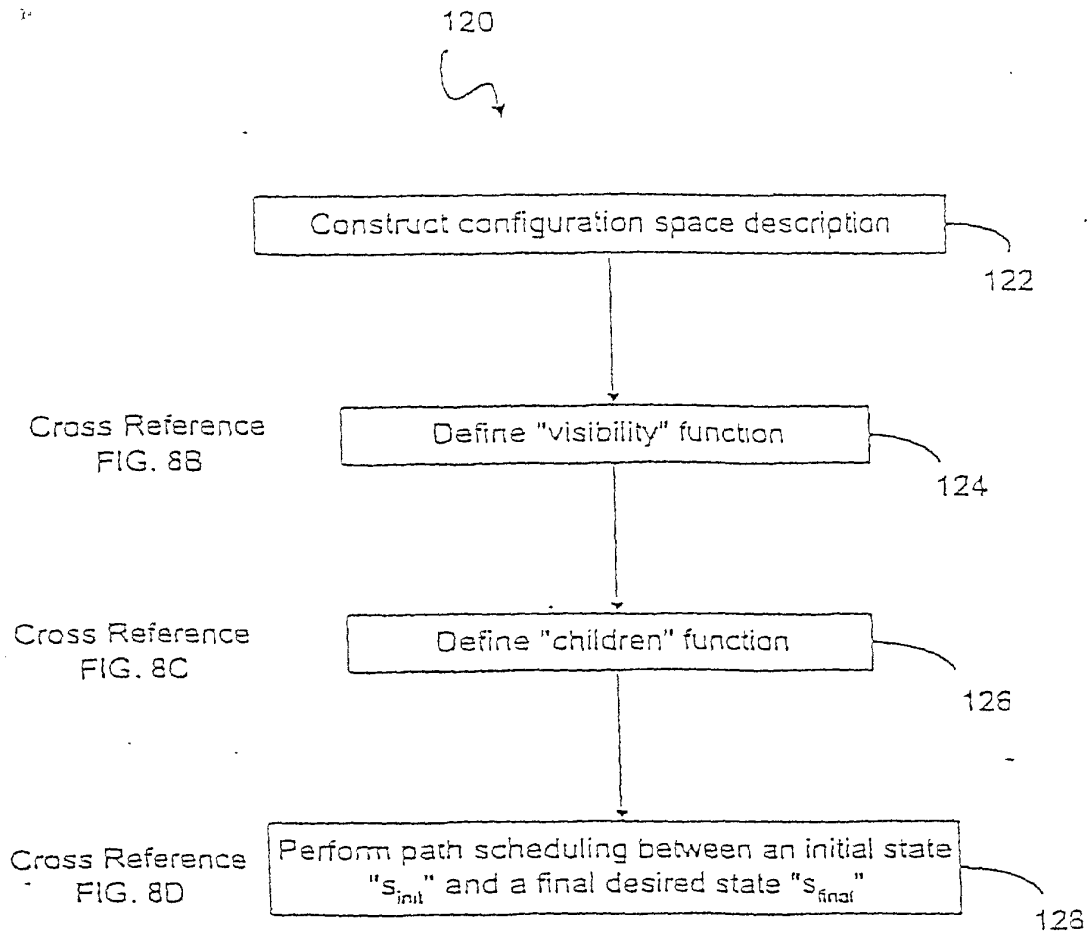 120
Construct configuration space description
122
Cross Reference
FIG. 8B
Define "visibility" function
124
Cross Reference
FIG. 8C
Define "children" function
126
Cross Reference
FIG. 8D
Perform path scheduling between an initial state
"s_init" and a final desired state "s_final"
128